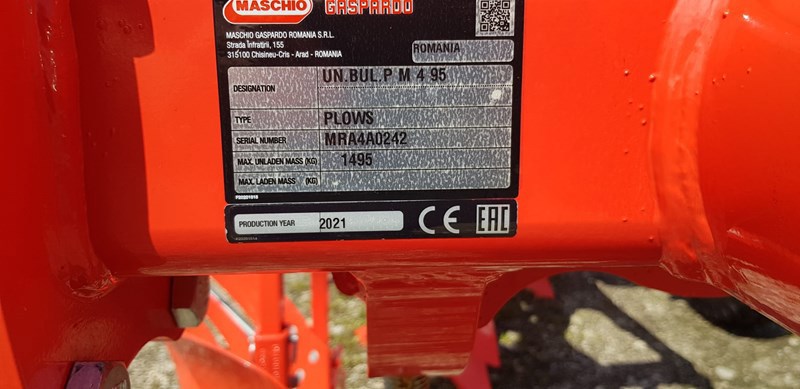 MASCHIO GASPARDO
MASCHIO GASPARDO ROMANIA S.R.L.
Strada Înfratirii, 155
315100 Chisineu-Cris - Arad - ROMANIA
ROMANIA
DESIGNATION UN.BUL.P M 4 95
TYPE PLOWS
SERIAL NUMBER MRA4A0242
MAX. UNLADEN MASS (KG) 1495
MAX. LADEN MASS (KG)
PRODUCTION YEAR 2021 CE EAC